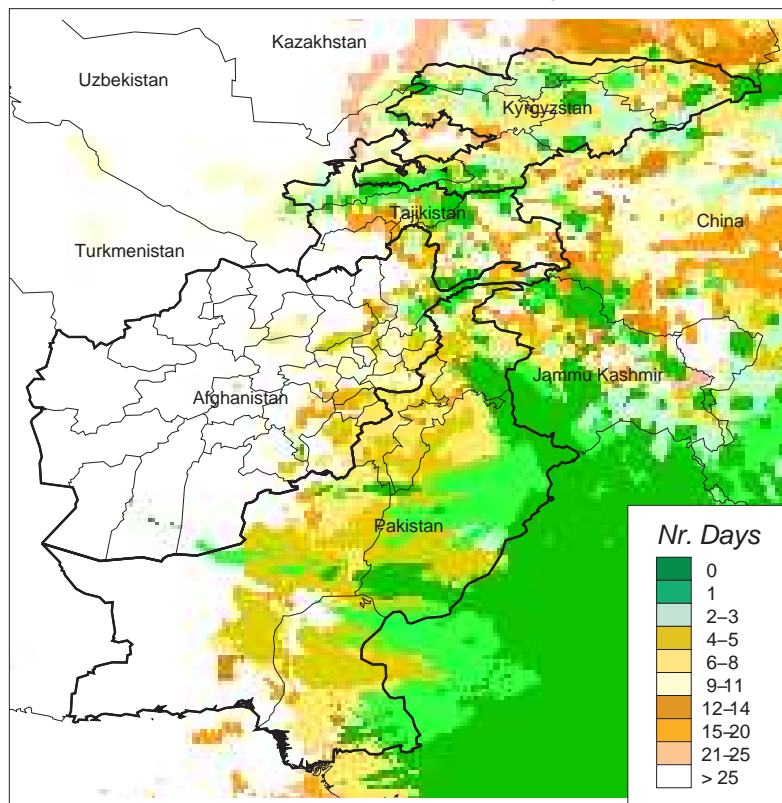 Kazakhstan
Uzbekistan
Kyrgyzstan
Tajikistan
China
Turkmenistan
Jammu Kashmir
Afghanistan
Pakistan
Nr. Days
0
1
2–3
4–5
6–8
9–11
12–14
15–20
21–25
> 25